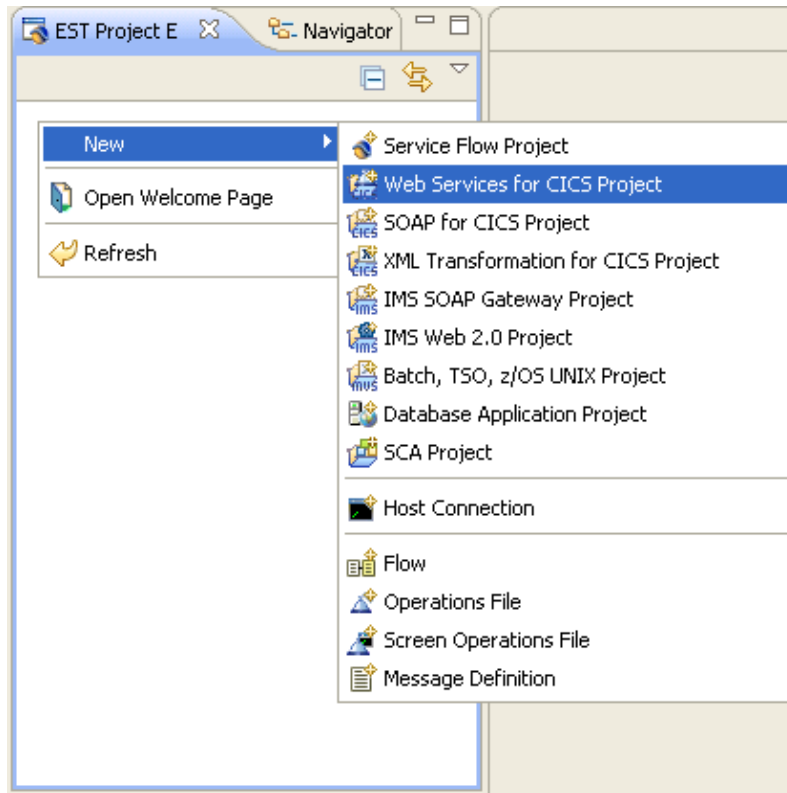 EST Project E
Navigator
New
Open Welcome Page
Refresh
Service Flow Project
Web Services for CICS Project
SOAP for CICS Project
XML Transformation for CICS Project
IMS SOAP Gateway Project
IMS Web 2.0 Project
Batch, TSO, z/OS UNIX Project
Database Application Project
SCA Project
Host Connection
Flow
Operations File
Screen Operations File
Message Definition